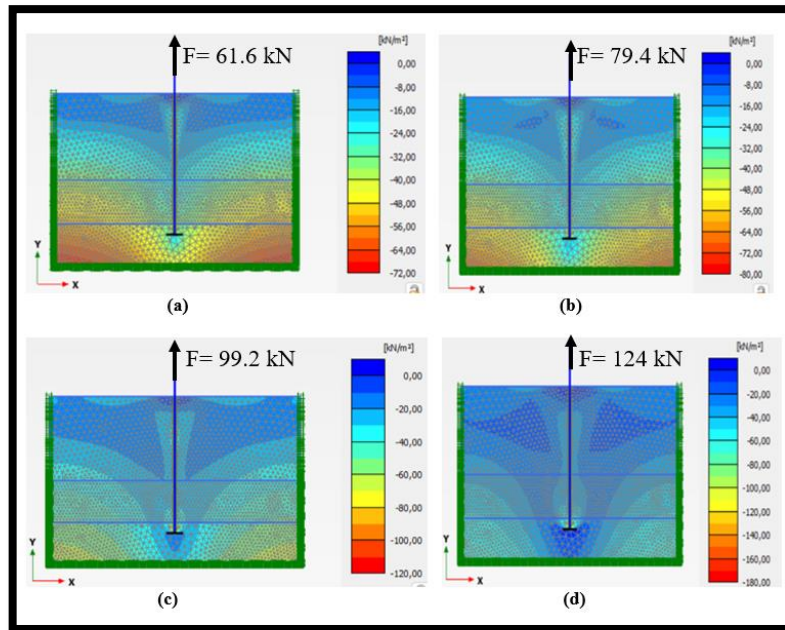 F= 61.6 kN
[kN/m²]
0,00
-8,00
-16,00
-24,00
-32,00
-40,00
-48,00
-56,00
-64,00
-72,00
Y
X
(a)
F= 79.4 kN
[kN/m²]
0,00
-8,00
-16,00
-24,00
-32,00
-40,00
-48,00
-56,00
-64,00
-72,00
-80,00
Y
X
(b)
F= 99.2 kN
[kN/m²]
0,00
-20,00
-40,00
-60,00
-80,00
-100,00
-120,00
Y
X
(c)
F= 124 kN
[kN/m²]
0,00
-20,00
-40,00
-60,00
-80,00
-100,00
-120,00
-140,00
-160,00
-180,00
Y
X
(d)